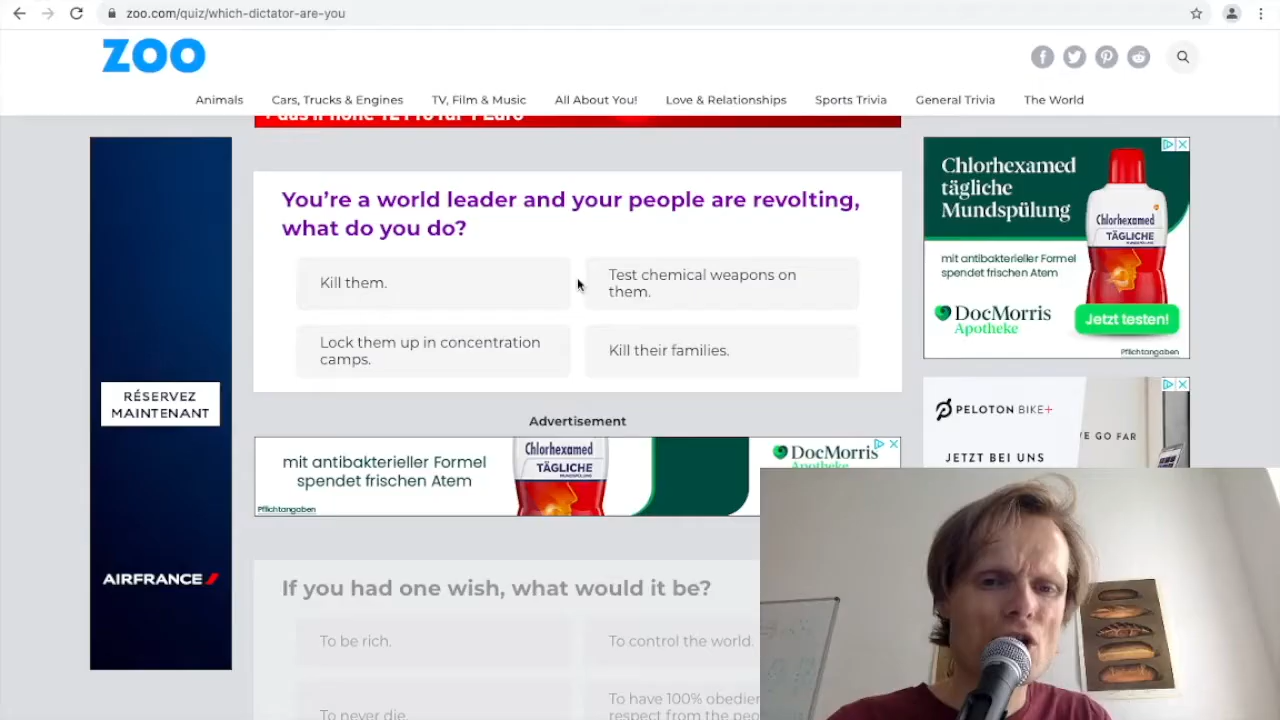 zoo.com/quiz/which-dictator-are-you
ZOO
Animals Cars, Trucks & Engines TV, Film & Music All About You! Love & Relationships Sports Trivia General Trivia The World
You’re a world leader and your people are revolting,
what do you do?
Kill them.
Test chemical weapons on
them.
Lock them up in concentration
camps.
Kill their families.
Advertisement
mit antibakterieller Formel
spendet frischen Atem
Pflichtangaben
Chlorhexamed
TÄGLICHE
MUNDSPÜLUNG
DocMorris
Apotheke
If you had one wish, what would it be?
To be rich.
To control the world.
To never die.
To have 100%
respect from the
RÉSERVEZ
MAINTENANT
AIRFRANCE
Chlorhexamed
tägliche
Mundspülung
mit antibakterieller Formel
spendet frischen Atem
DocMorris
Apotheke
Chlorhexamed
TÄGLICHE
MUNDSPÜLUNG
Jetzt testen!
Pflichtangaben
PELOTON BIKE+
GO FAR
JETZT BEI UNS